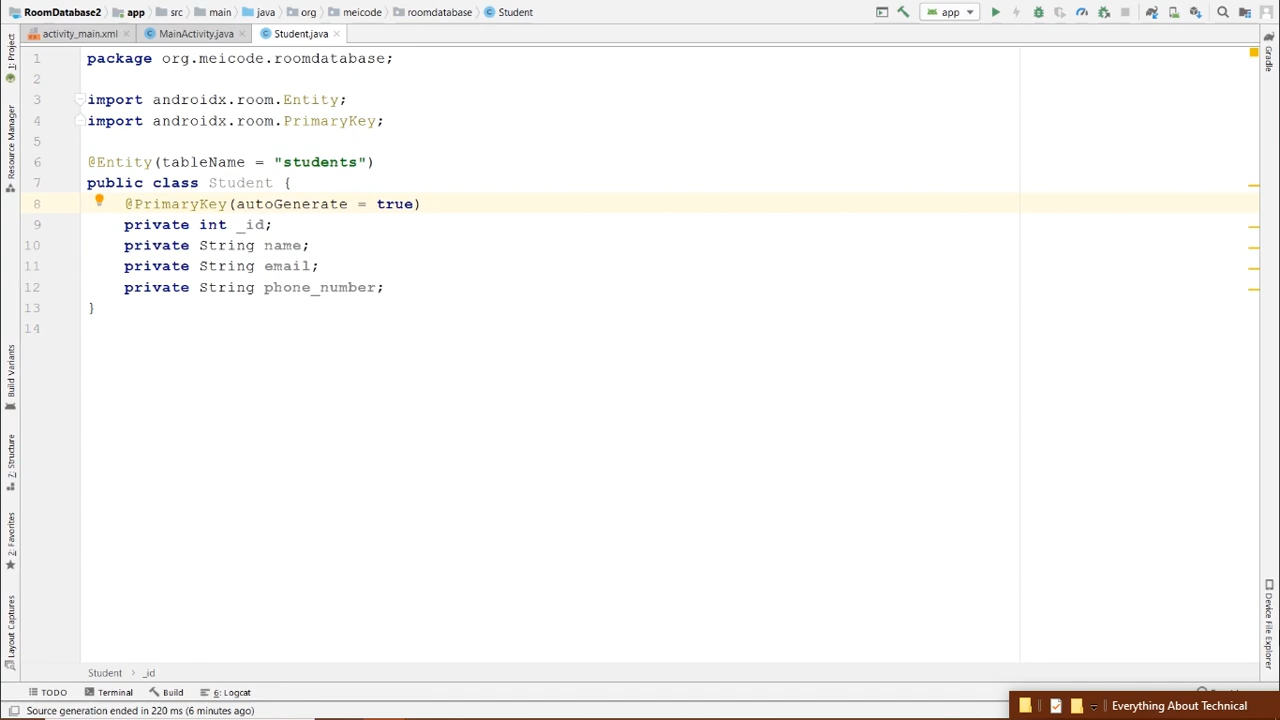 RoomDatabase2 app src main java org meicode roomdatabase Student app
activity_main.xml MainActivity.java Student.java
1 package org.meicode.roomdatabase;
2
3 import androidx.room.Entity;
4 import androidx.room.PrimaryKey;
5
6 @Entity(tableName = "students")
7 public class Student {
8 @PrimaryKey(autoGenerate = true)
9 private int _id;
10 private String name;
11 private String email;
12 private String phone_number;
13 }
14
1: Project
Resource Manager
Build Variants
7: Structure
2: Favorites
Layout Captures
Gradle
Device File Explorer
Student _id
TODO Terminal Build 6: Logcat
Source generation ended in 220 ms (6 minutes ago)
Everything About Technical